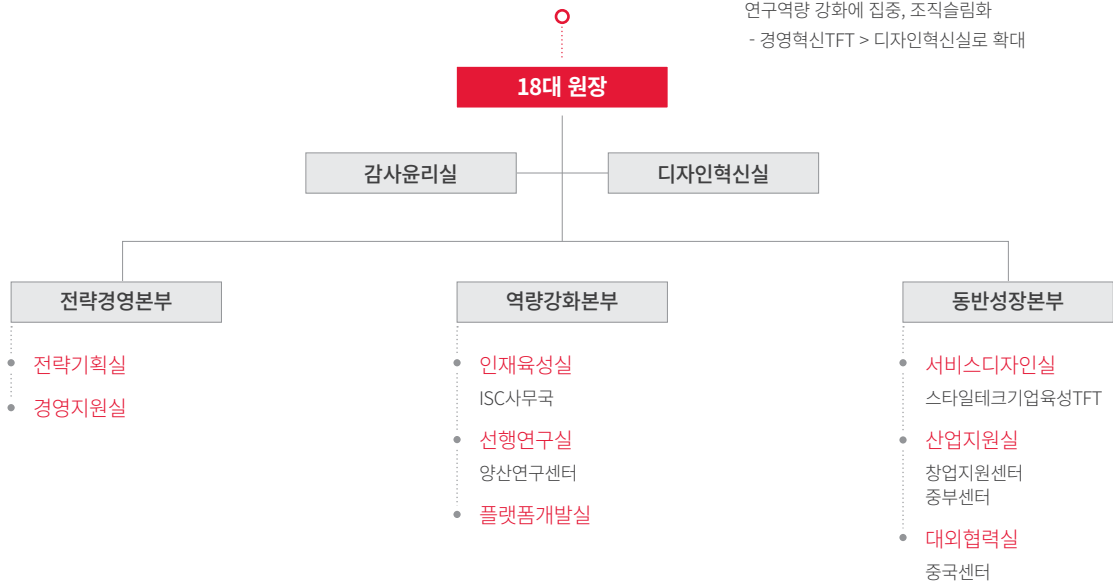 연구역량 강화에 집중, 조직슬림화
- 경영혁신TFT > 디자인혁신실로 확대
18대 원장
감사윤리실
디자인혁신실
전략경영본부
전략기획실
경영지원실
역량강화본부
인재육성실
ISC사무국
선행연구실
양산연구센터
플랫폼개발실
동반성장본부
서비스디자인실
스타일테크기업육성TFT
산업지원실
창업지원센터
중부센터
대외협력실
중국센터